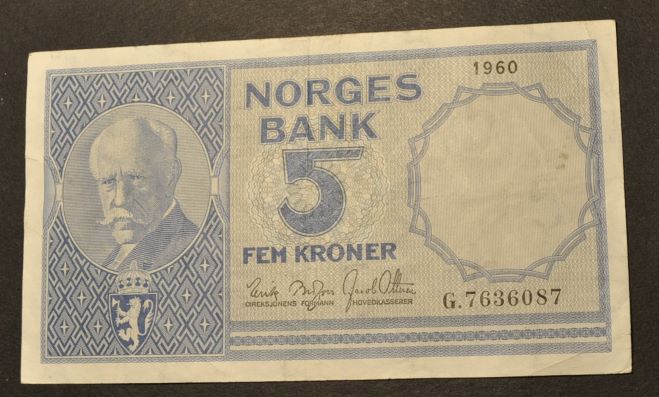 1960
NORGES
BANK
5
FEM KRONER
DIREKSJONENS FORMANN HOVEDKASSERER
G.7636087